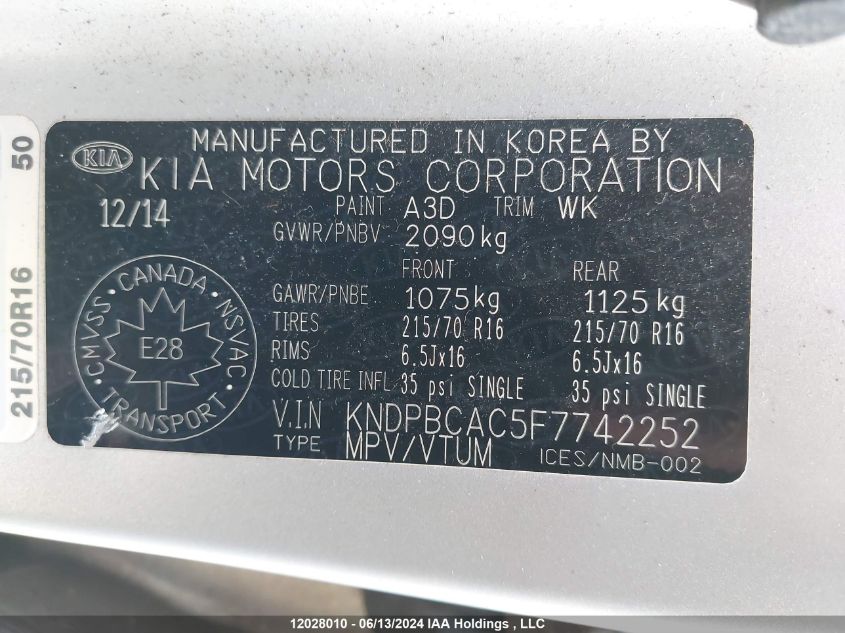 50
215/70R16
KIA
MANUFACTURED IN KOREA BY
KIA MOTORS CORPORATION
12/14
PAINT A3D TRIM WK
GVWR/PNBV 2090kg
FRONT REAR
GAWR/PNBE 1075kg 1125kg
TIRES 215/70 R16 215/70 R16
RIMS 6.5Jx16 6.5Jx16
COLD TIRE INFL. 35 psi SINGLE 35 psi SINGLE
V.I.N KNDPBCAC5F7742252
TYPE MPV/VTUM ICES/NMB-002
CMVSS · CANADA · NSVAC · TRANSPORT ·
E28
12028010 - 06/13/2024 IAA Holdings , LLC